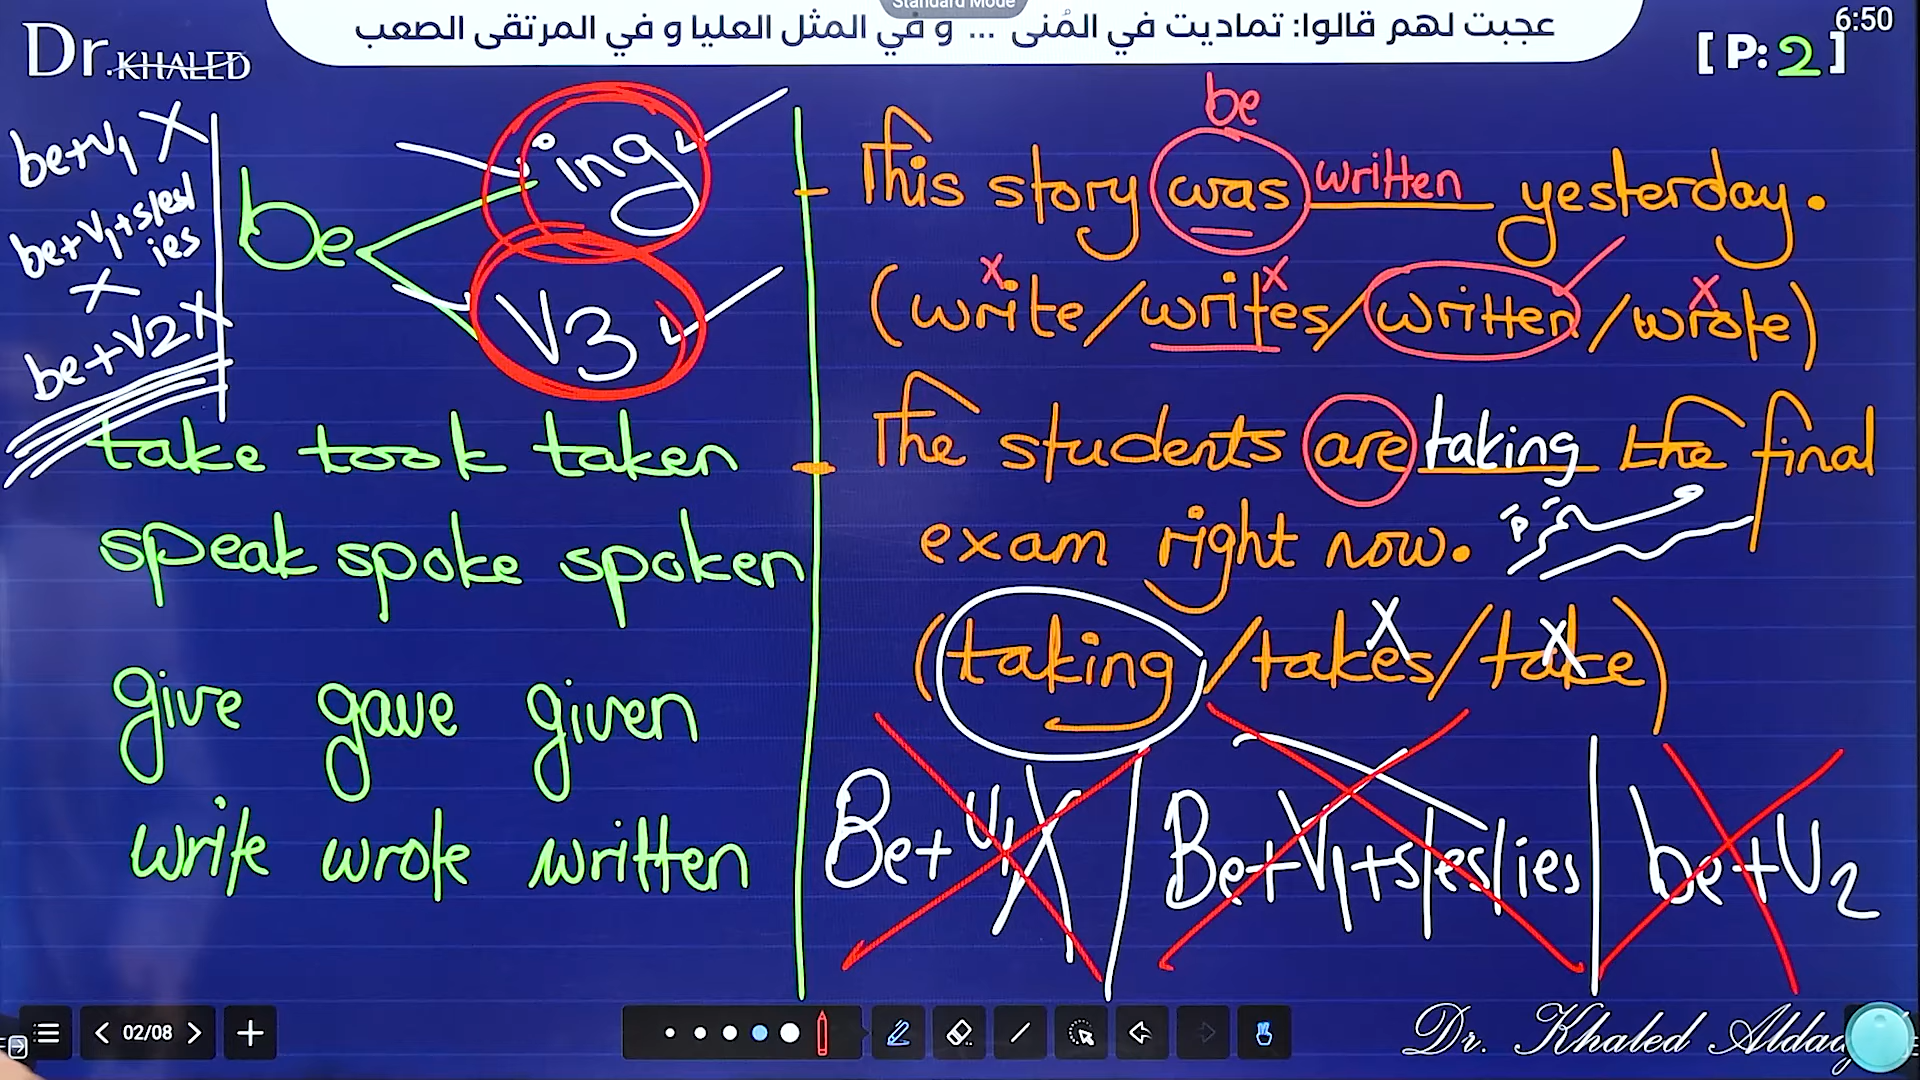 Standard Mode
6:50
عجبت لهم قالوا: تماديت في المُنى ... و في المثل العليا و في المرتقى الصعب
Dr. KHALED
[ P: 2 ]
be+V1 X
be+V1+s/es/
ies
X
be+V2 X
be
ing
V3
take took taken
speak spoke spoken
give gave given
write wrote written
be
This story was written yesterday.
(write/writes/written/wrote)
The students are taking the final
exam right now.
(taking/takes/take)
Be+V1 X
Be+V1+s/es/ies
be+V2
02/08
Dr. Khaled